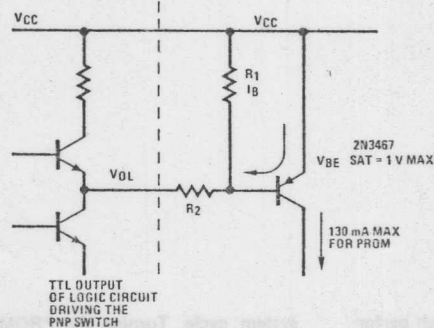 VCC
VCC
R1
IB
2N3467
VBE SAT = 1 V MAX
VOL
R2
130 mA MAX
FOR PROM
TTL OUTPUT
OF LOGIC CIRCUIT
DRIVING THE
PNP SWITCH